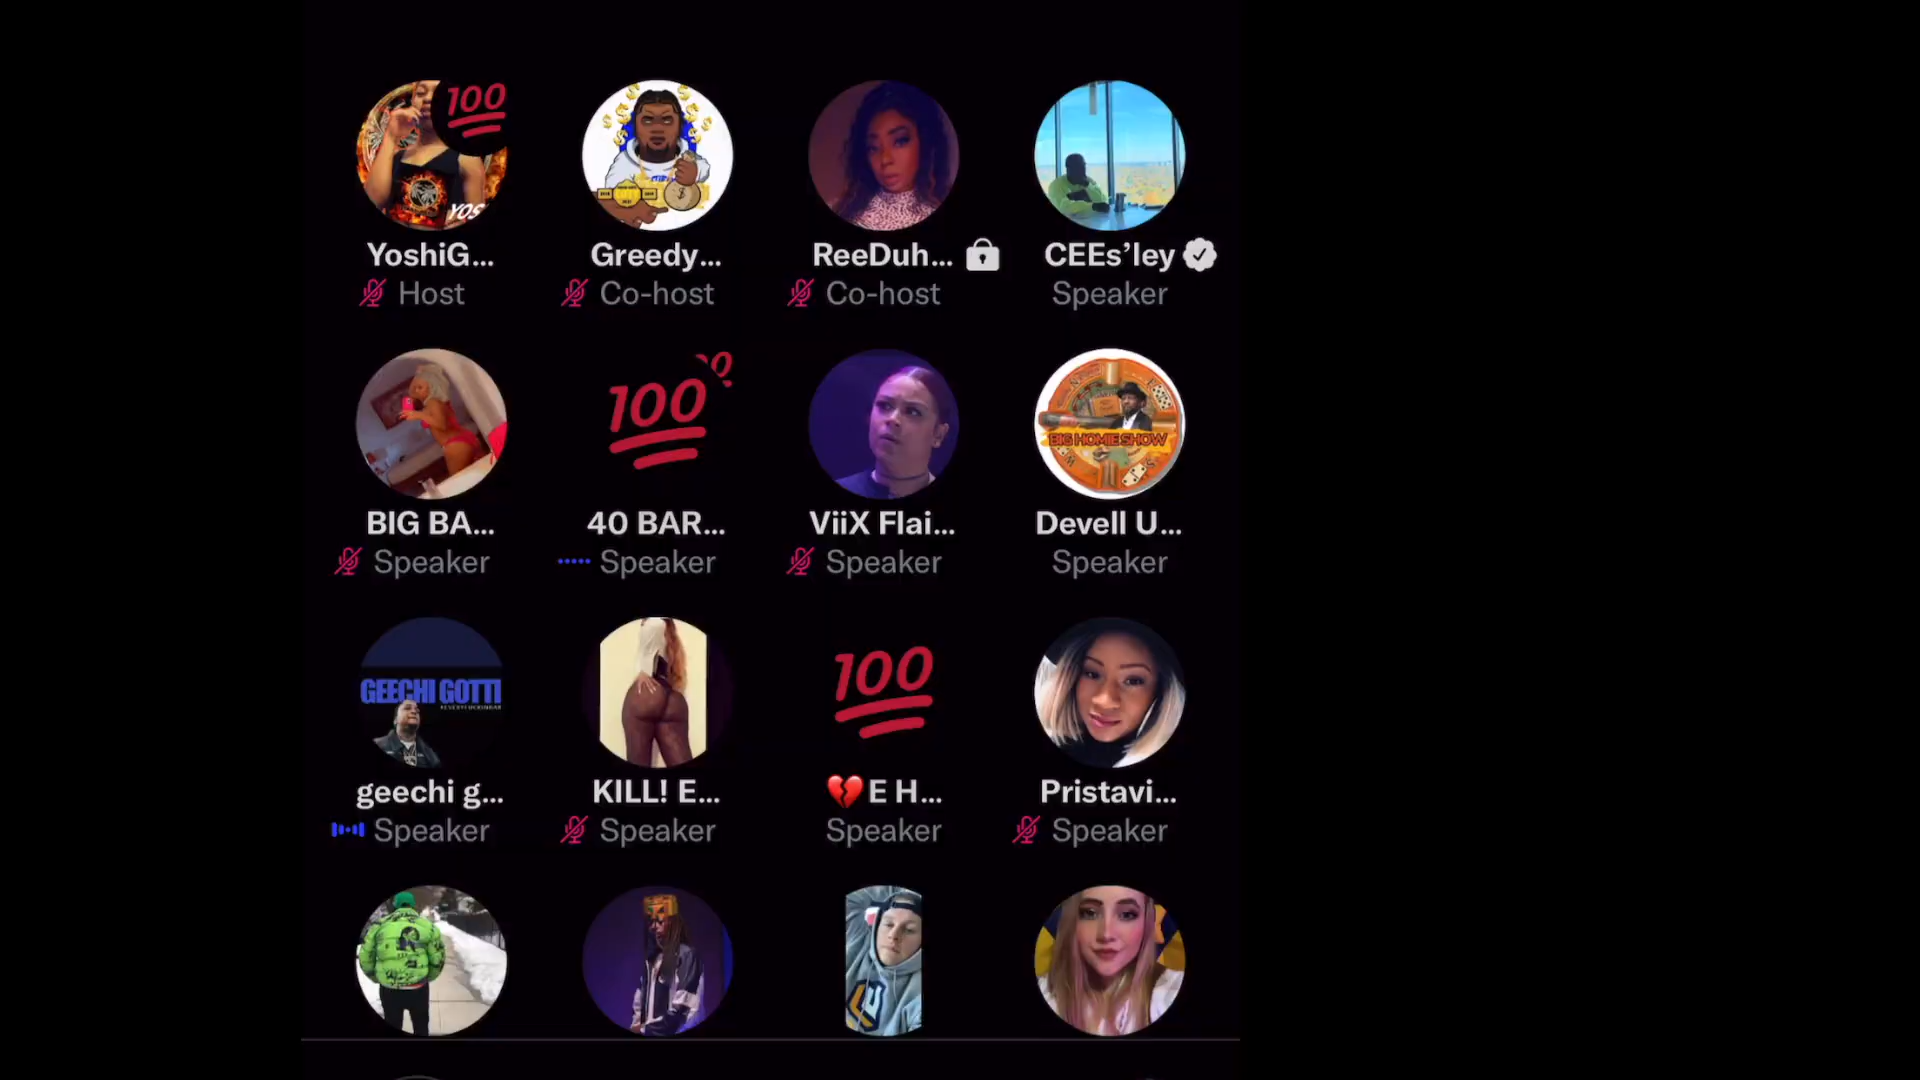 100
YOS
YoshiG... Greedy... ReeDuh... CEEs’ley
Host Co-host Co-host Speaker
100
BIG HOMIE SHOW
BIG BA... 40 BAR... ViiX Flai... Devell U...
Speaker Speaker Speaker Speaker
GEECHI GOTTI
100
geechi g... KILL! E... 💔E H... Pristavi...
Speaker Speaker Speaker Speaker